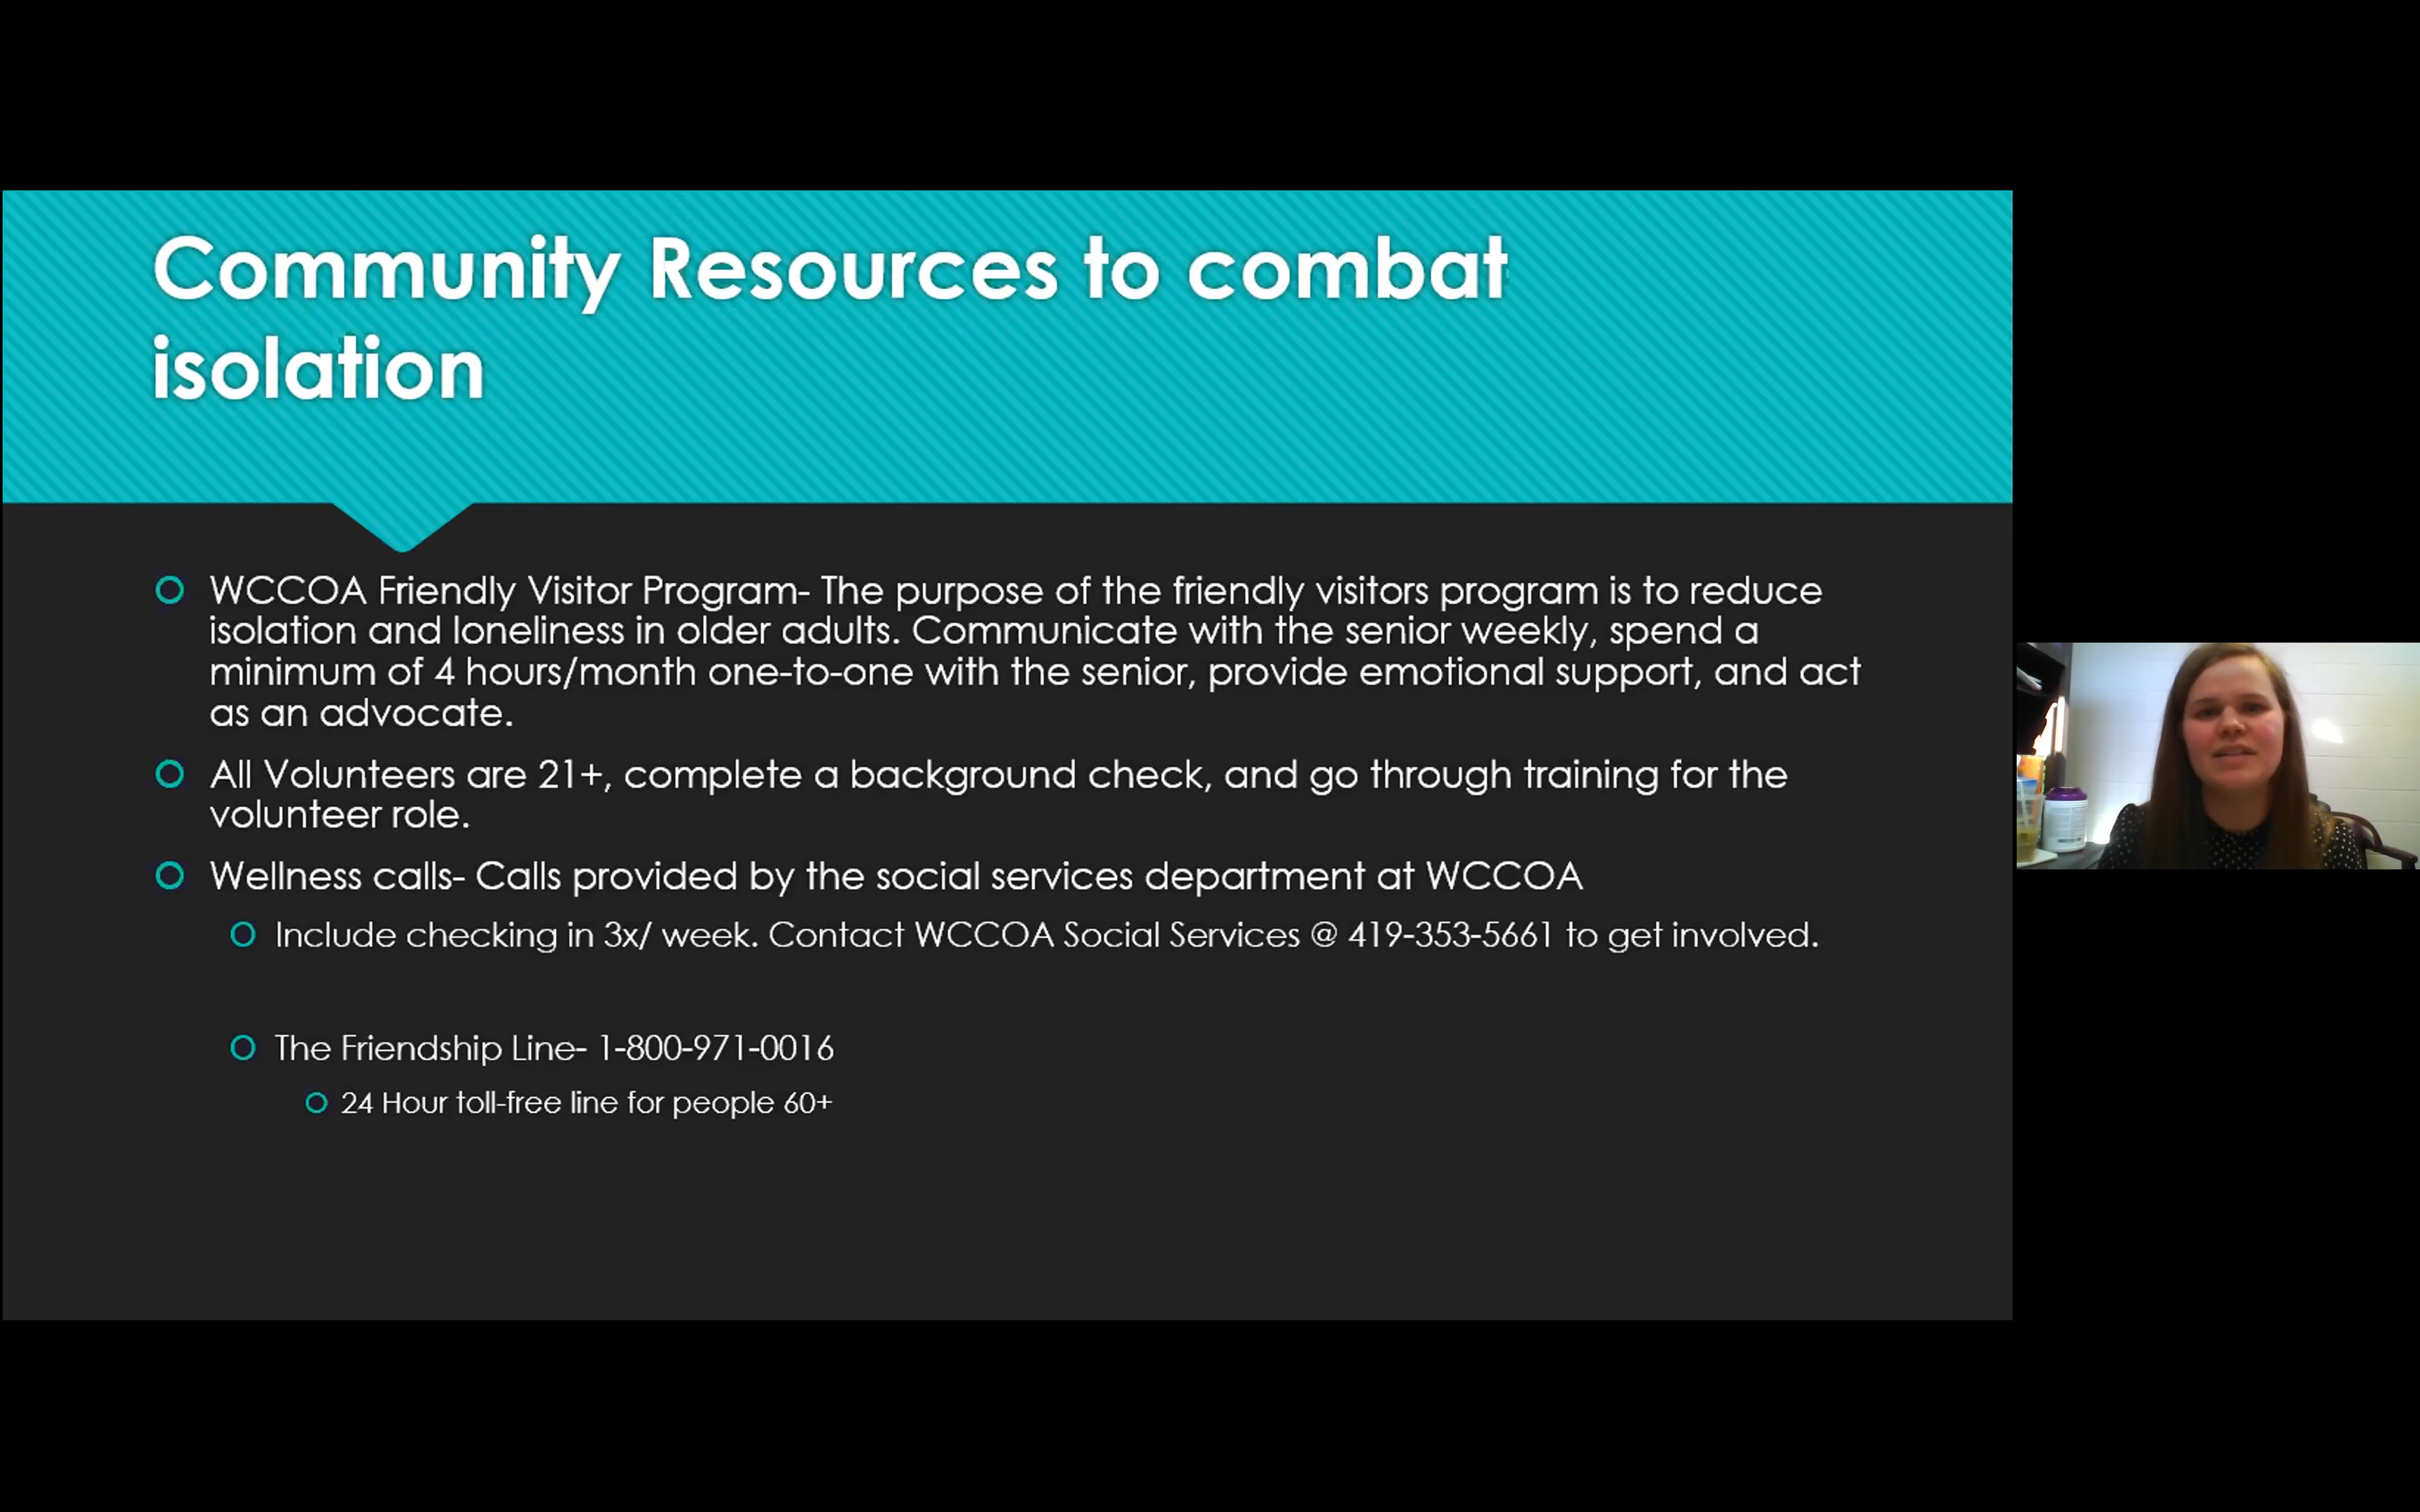 Community Resources to combat
isolation
WCCOA Friendly Visitor Program- The purpose of the friendly visitors program is to reduce
isolation and loneliness in older adults. Communicate with the senior weekly, spend a
minimum of 4 hours/month one-to-one with the senior, provide emotional support, and act
as an advocate.
All Volunteers are 21+, complete a background check, and go through training for the
volunteer role.
Wellness calls- Calls provided by the social services department at WCCOA
Include checking in 3x/ week. Contact WCCOA Social Services @ 419-353-5661 to get involved.
The Friendship Line- 1-800-971-0016
24 Hour toll-free line for people 60+